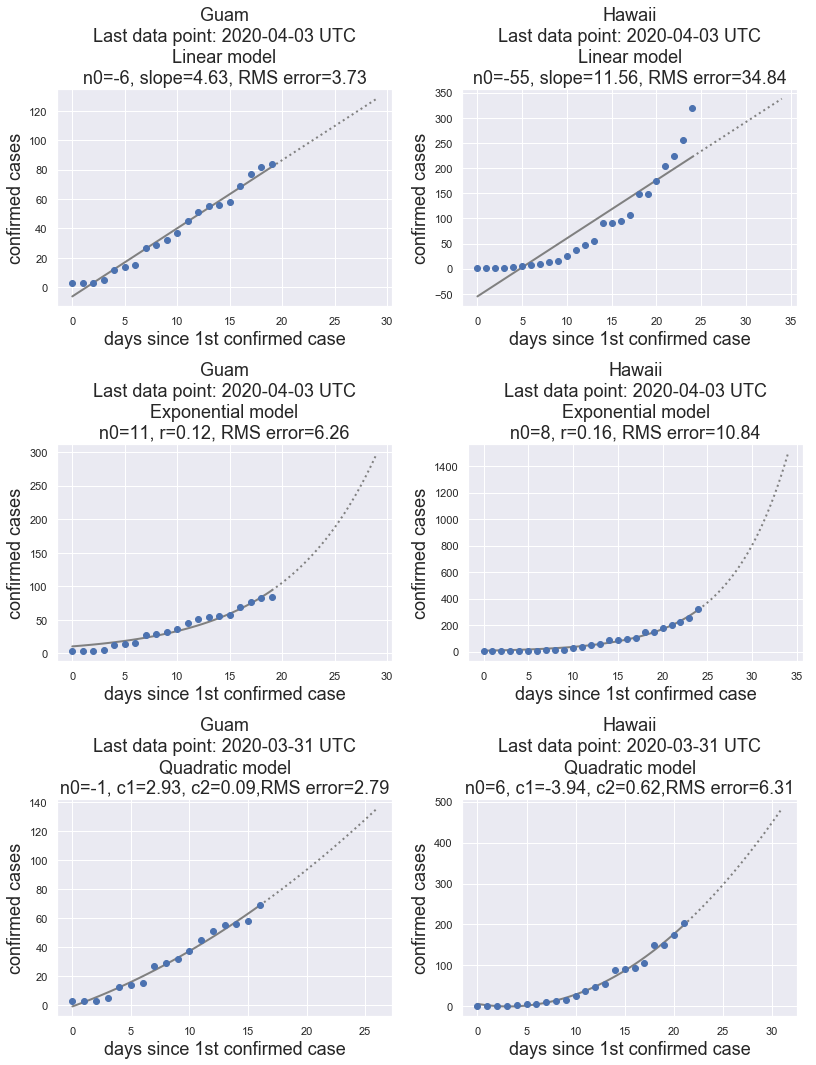 Guam
Last data point: 2020-04-03 UTC
Linear model
n0=-6, slope=4.63, RMS error=3.73
120
100
80
60
40
20
0
confirmed cases
0 5 10 15 20 25 30
days since 1st confirmed case
Hawaii
Last data point: 2020-04-03 UTC
Linear model
n0=-55, slope=11.56, RMS error=34.84
350
300
250
200
150
100
50
0
−50
confirmed cases
0 5 10 15 20 25 30 35
days since 1st confirmed case
Guam
Last data point: 2020-04-03 UTC
Exponential model
n0=11, r=0.12, RMS error=6.26
300
250
200
150
100
50
0
confirmed cases
0 5 10 15 20 25 30
days since 1st confirmed case
Hawaii
Last data point: 2020-04-03 UTC
Exponential model
n0=8, r=0.16, RMS error=10.84
1400
1200
1000
800
600
400
200
0
confirmed cases
0 5 10 15 20 25 30 35
days since 1st confirmed case
Guam
Last data point: 2020-03-31 UTC
Quadratic model
n0=-1, c1=2.93, c2=0.09,RMS error=2.79
140
120
100
80
60
40
20
0
confirmed cases
0 5 10 15 20 25
days since 1st confirmed case
Hawaii
Last data point: 2020-03-31 UTC
Quadratic model
n0=6, c1=-3.94, c2=0.62,RMS error=6.31
500
400
300
200
100
0
confirmed cases
0 5 10 15 20 25 30
days since 1st confirmed case